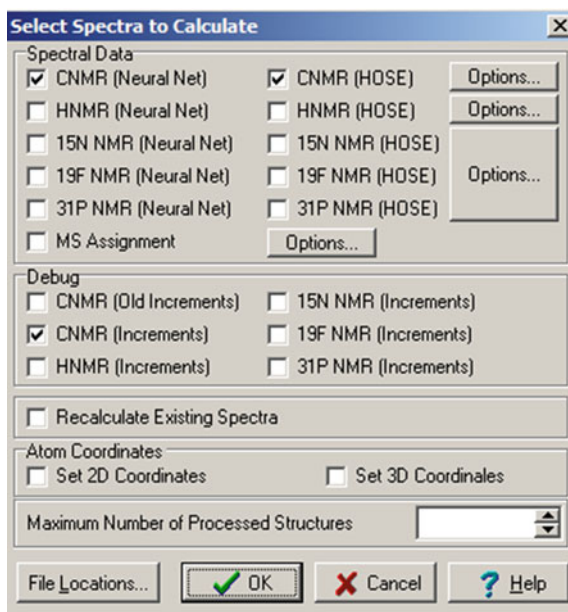 Select Spectra to Calculate
Spectral Data
CNMR (Neural Net) CNMR (HOSE) Options...
HNMR (Neural Net) HNMR (HOSE) Options...
15N NMR (Neural Net) 15N NMR (HOSE)
19F NMR (Neural Net) 19F NMR (HOSE) Options...
31P NMR (Neural Net) 31P NMR (HOSE)
MS Assignment Options...
Debug
CNMR (Old Increments) 15N NMR (Increments)
CNMR (Increments) 19F NMR (Increments)
HNMR (Increments) 31P NMR (Increments)
Recalculate Existing Spectra
Atom Coordinates
Set 2D Coordinates Set 3D Coordinales
Maximum Number of Processed Structures
File Locations... OK Cancel Help